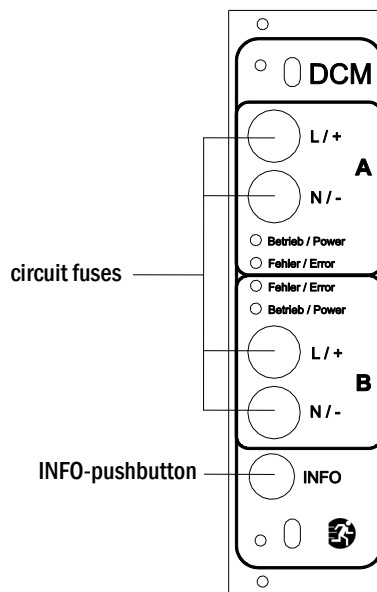 DCM
L / +
A
N / -
Betrieb / Power
Fehler / Error
circuit fuses
Fehler / Error
Betrieb / Power
L / +
B
N / -
INFO-pushbutton
INFO